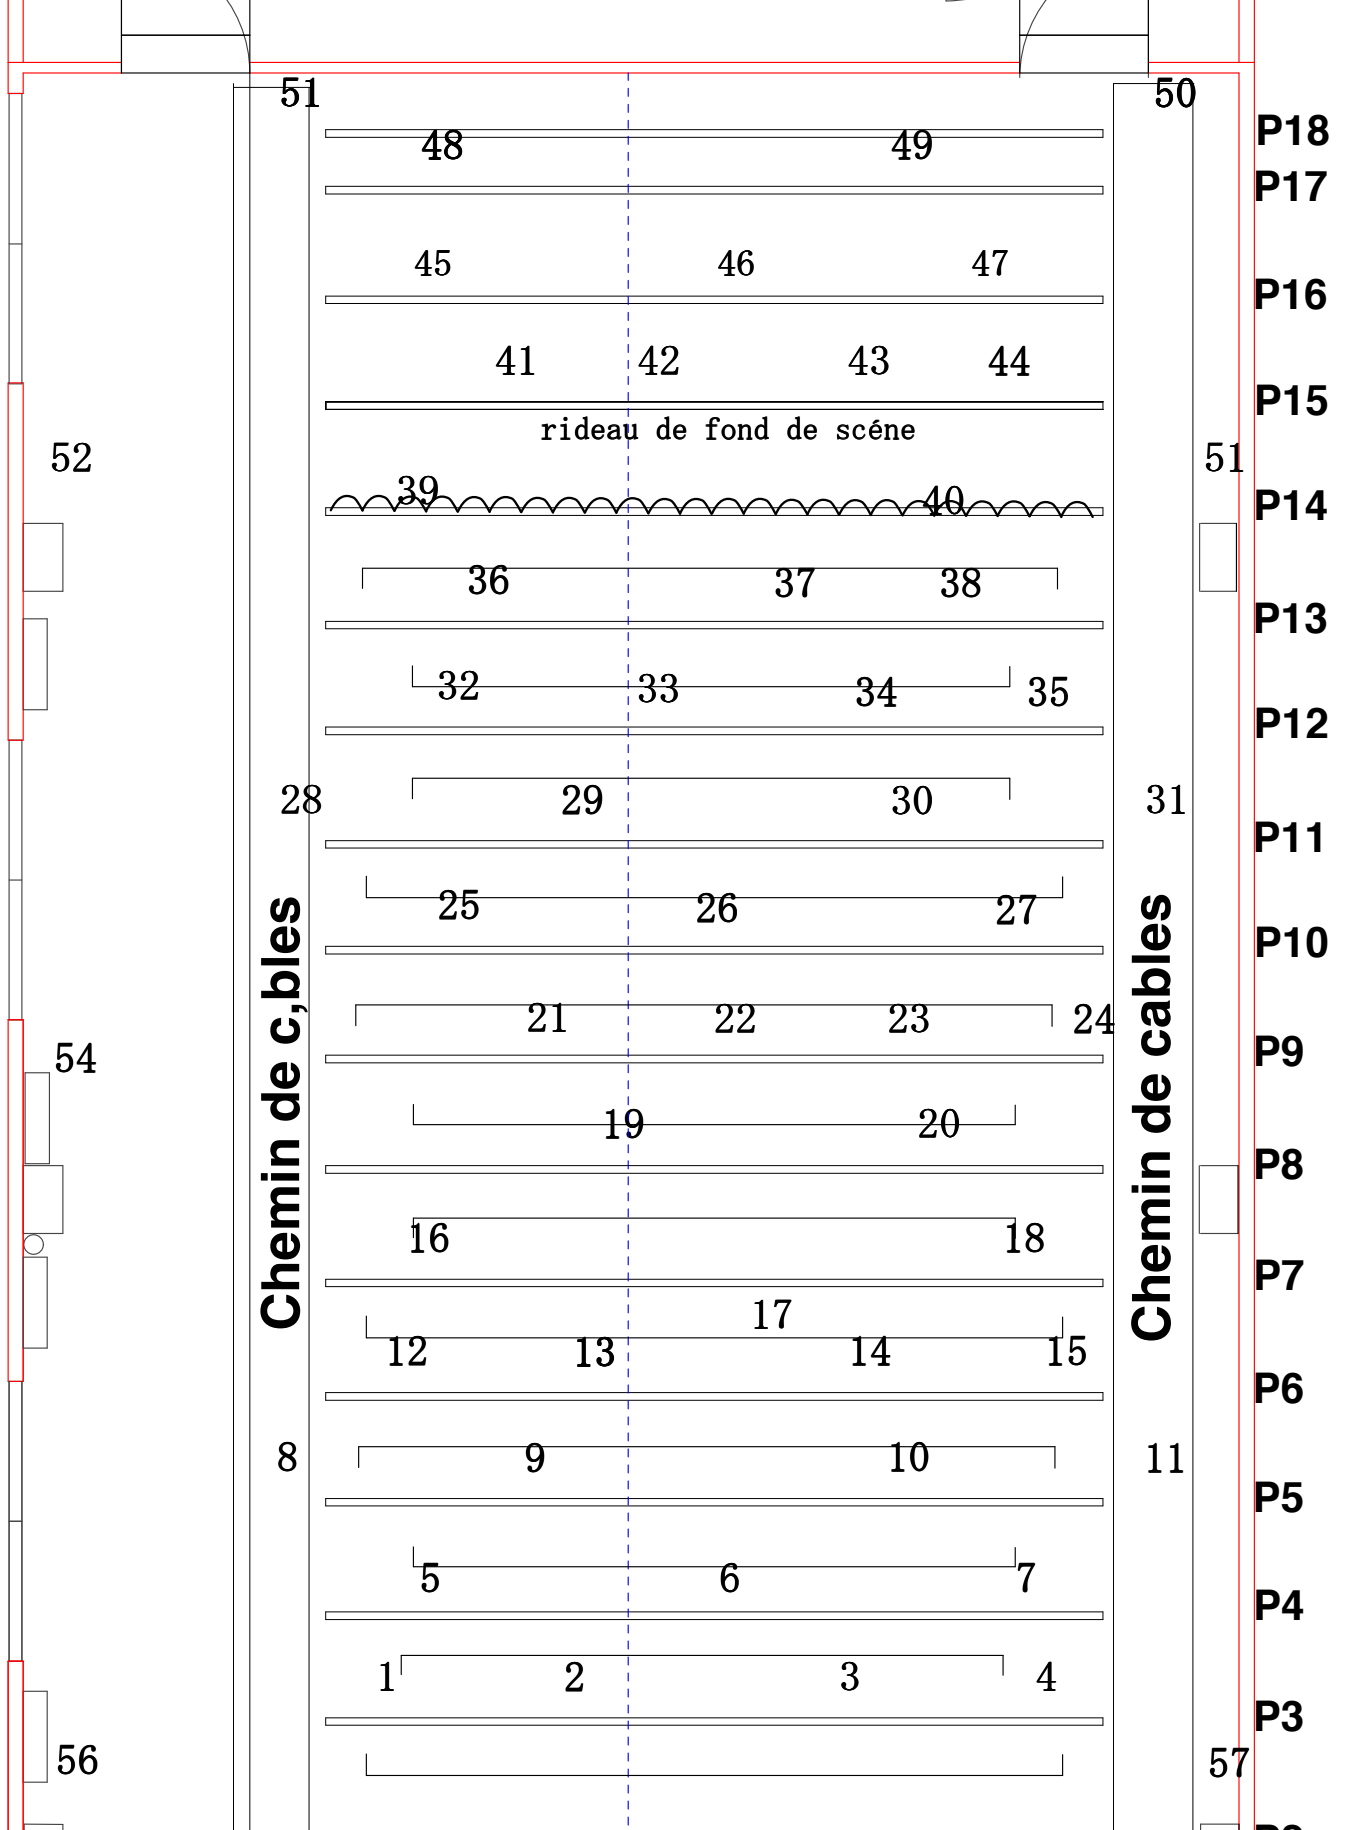 51 50
P18
48 49
P17
45 46 47
P16
41 42 43 44
P15
rideau de fond de scéne
52 51
39 40
P14
36 37 38
P13
32 33 34 35
P12
28 29 30 31
P11
25 26 27
P10
Chemin de c,bles
Chemin de cables
21 22 23 24
P9
54
19 20
P8
16 18
P7
17
12 13 14 15
P6
8 9 10 11
P5
5 6 7
P4
1 2 3 4
P3
56 57